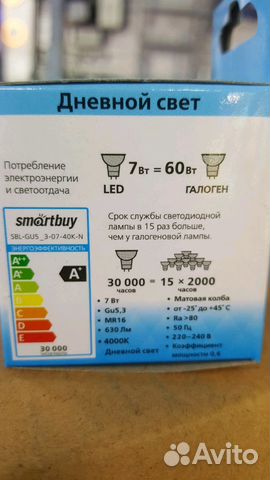 Дневной свет
Потребление
электроэнергии
и светоотдача
7Вт = 60Вт
LED
ГАЛОГЕН
smartbuy
SBL-GU5_3-07-40K-N
ЭНЕРГОЭФФЕКТИВНОСТЬ
A++
A+
A
B
C
D
E
A+
30 000
Срок службы светодиодной
лампы в 15 раз больше,
чем у галогеновой лампы.
30 000 = 15 × 2000
часов
часов
• 7 Вт
• Gu5,3
• MR16
• 630 Лм
• 4000К
Дневной свет
• Матовая колба
• от -25° до +45°С
• Ra >80
• 50 Гц
• 220-240 В
• Коэффициент
мощности 0,6
Avito